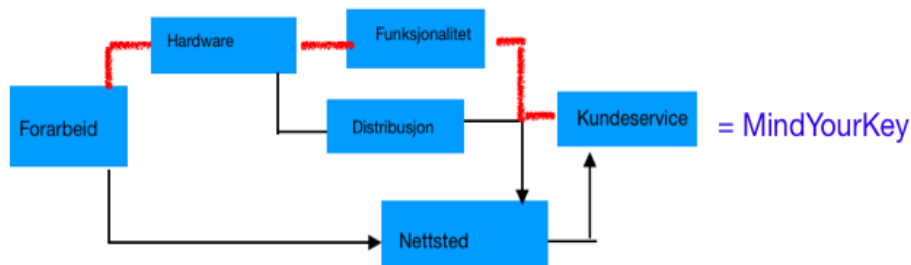 Hardware
Funksjonalitet
Forarbeid
Distribusjon
Kundeservice
= MindYourKey
Nettsted